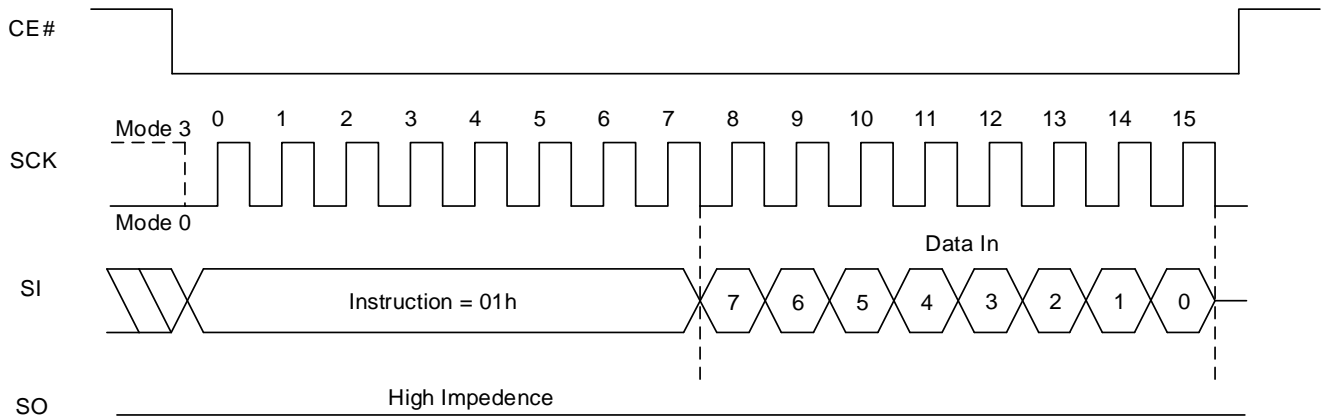 CE#
Mode 3
0 1 2 3 4 5 6 7 8 9 10 11 12 13 14 15
SCK
Mode 0
Data In
SI
Instruction = 01h
7 6 5 4 3 2 1 0
High Impedence
SO